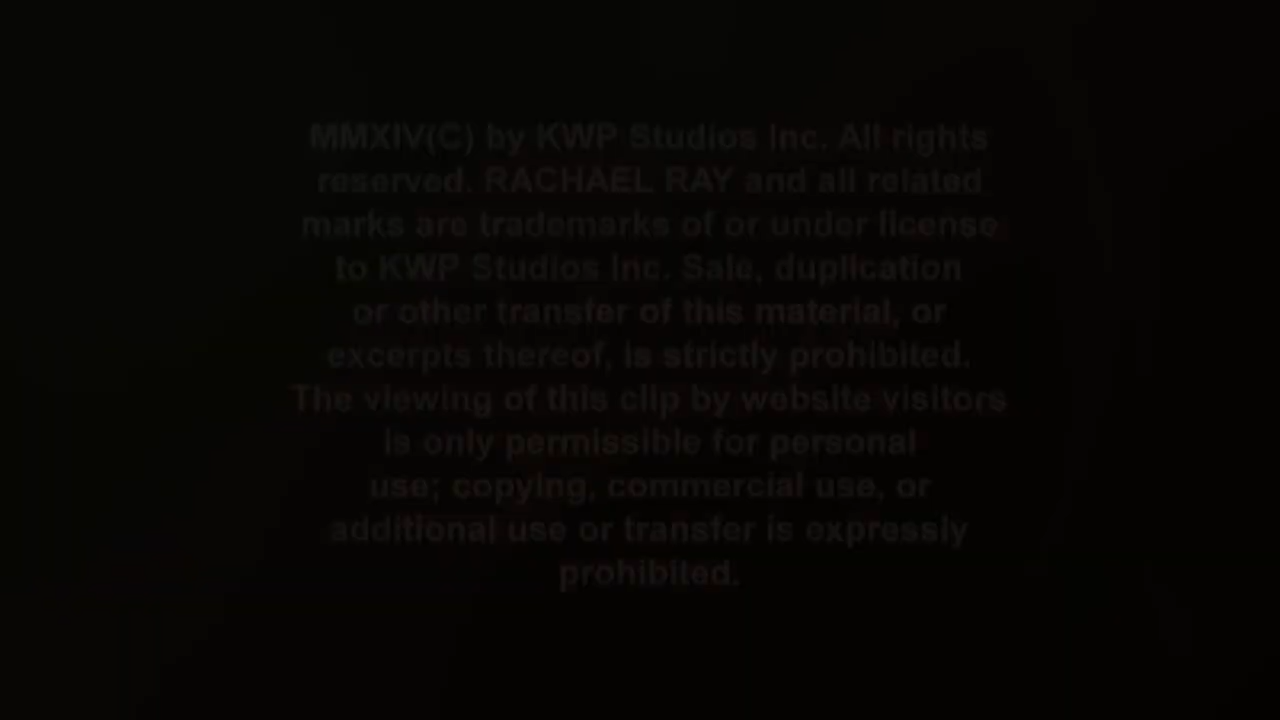 MMXIV(C) by KWP Studios Inc. All rights
reserved. RACHAEL RAY and all related
marks are trademarks of or under license
to KWP Studios Inc. Sale, duplication
or other transfer of this material, or
excerpts thereof, is strictly prohibited.
The viewing of this clip by website visitors
is only permissible for personal
use; copying, commercial use, or
additional use or transfer is expressly
prohibited.